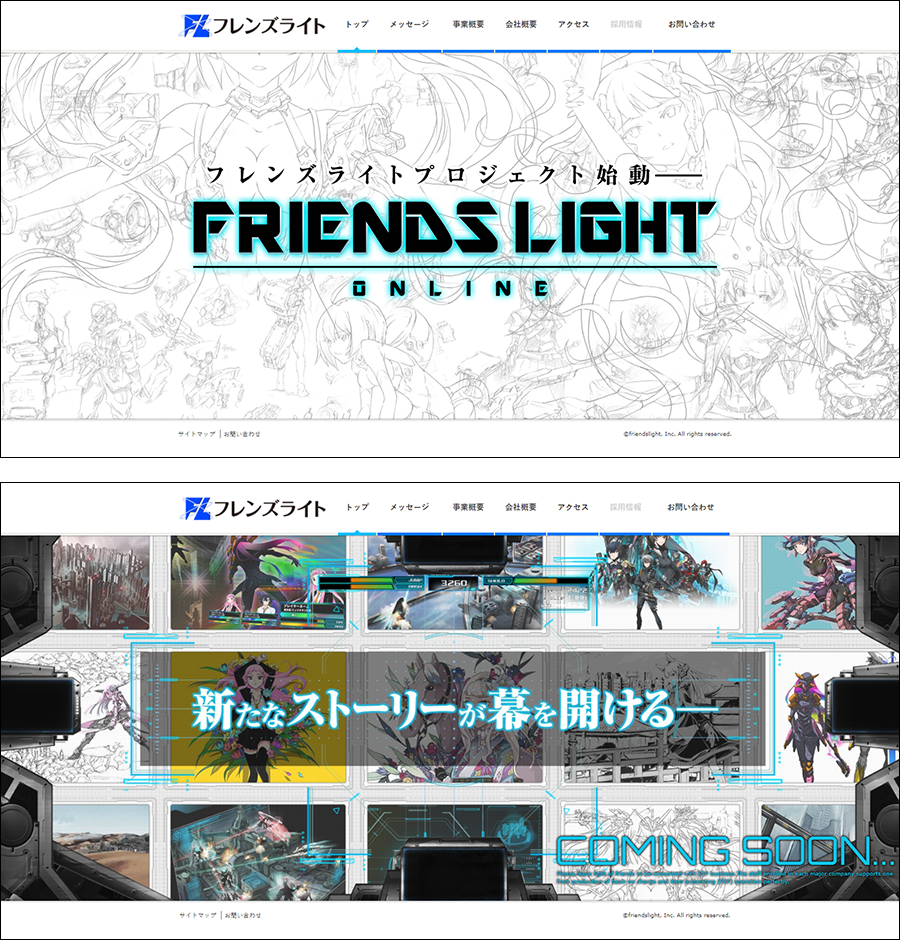 フレンズライト
トップ メッセージ 事業概要 会社概要 アクセス 採用情報 お問い合わせ
フレンズライトプロジェクト始動――
FRIENDS LIGHT
ONLINE
サイトマップ | お問い合わせ
©friendslight, Inc. All rights reserved.
フレンズライト
トップ メッセージ 事業概要 会社概要 アクセス 採用情報 お問い合わせ
3260
新たなストーリーが幕を開ける―
COMING SOON...
サイトマップ | お問い合わせ
©friendslight, Inc. All rights reserved.